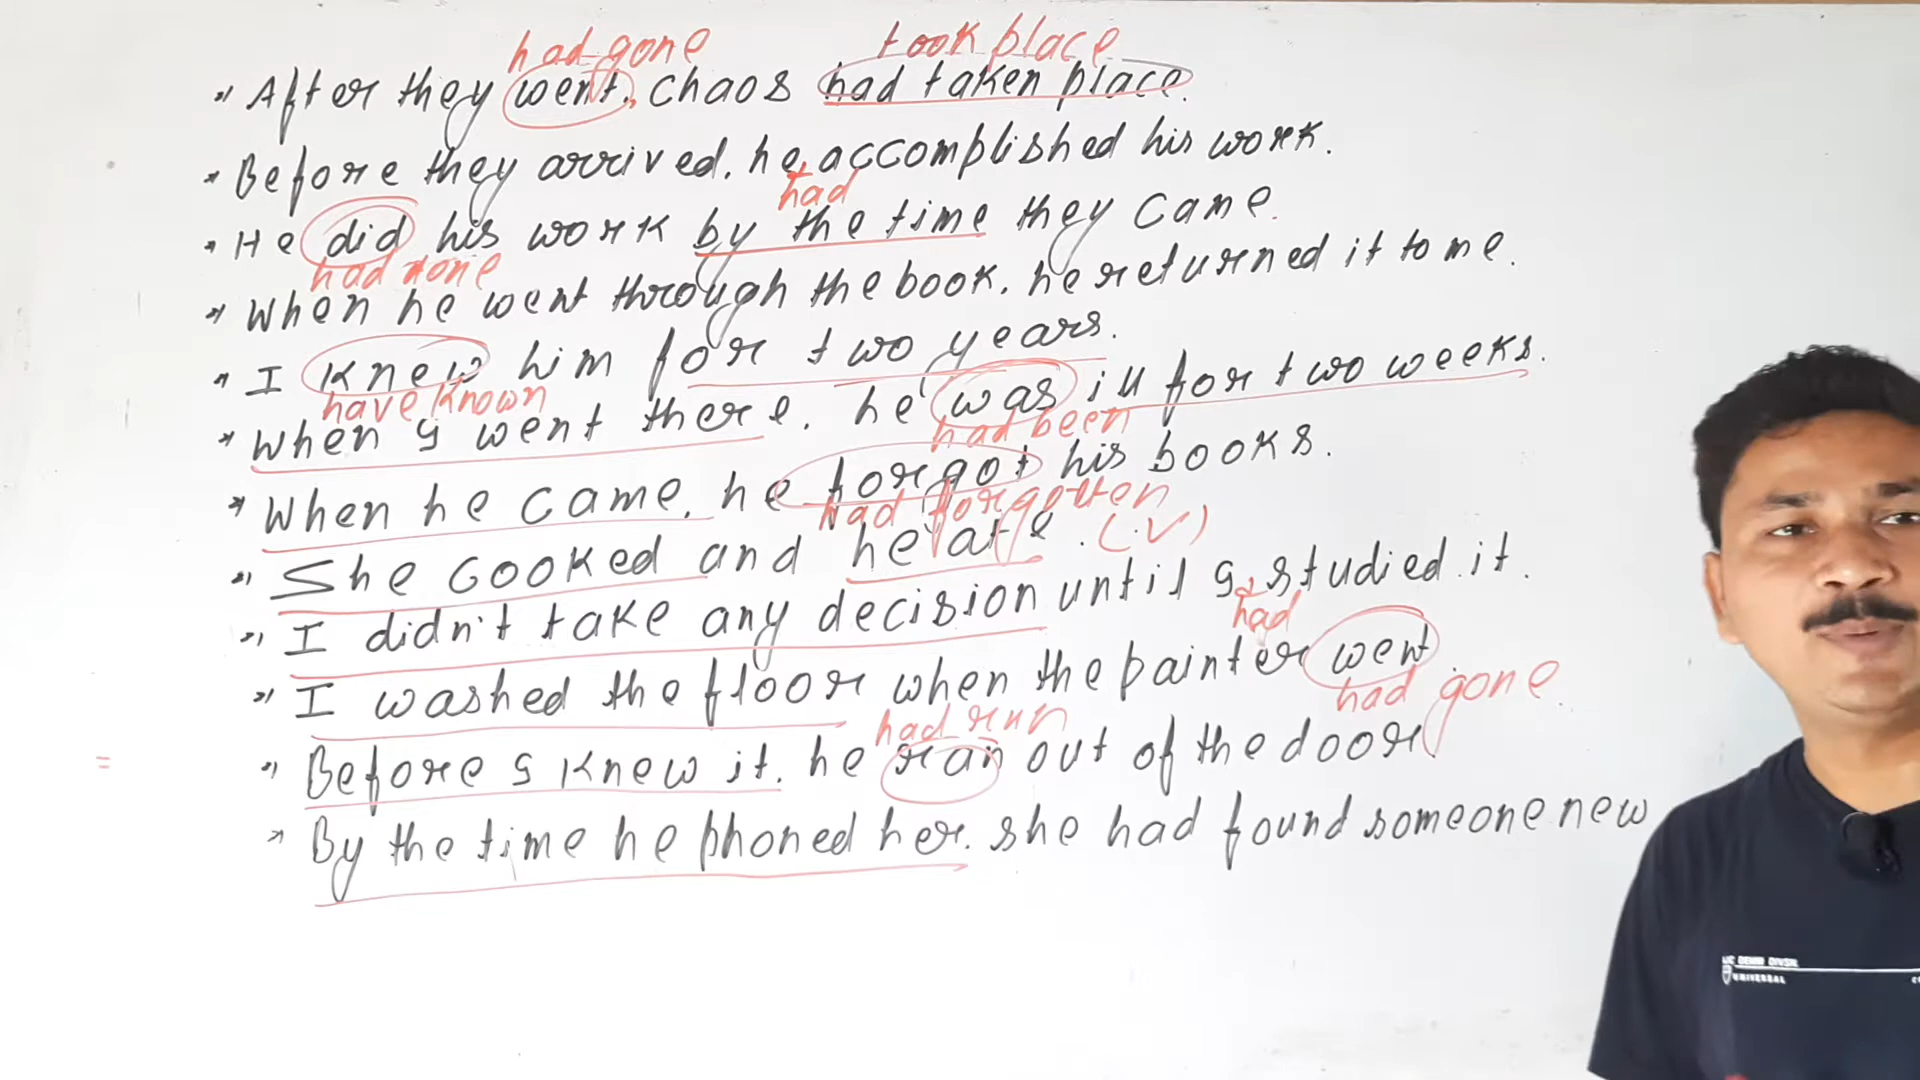 had gone took place
" After they went, chaos had taken place.
" Before they arrived, he accomplished his work.
had
" He did his work by the time they came.
had done
" When he went through the book, he returned it to me.
" I knew him for two years.
have known
" When I went there, he was ill for two weeks.
had been
" When he came, he forgot his books.
had forgotten
" She cooked and he ate. (✓)
" I didn't take any decision until I studied it.
had
" I washed the floor when the painter went.
had gone
had run
" Before I knew it, he ran out of the door
=
" By the time he phoned her, she had found someone new
UNIVERSAL